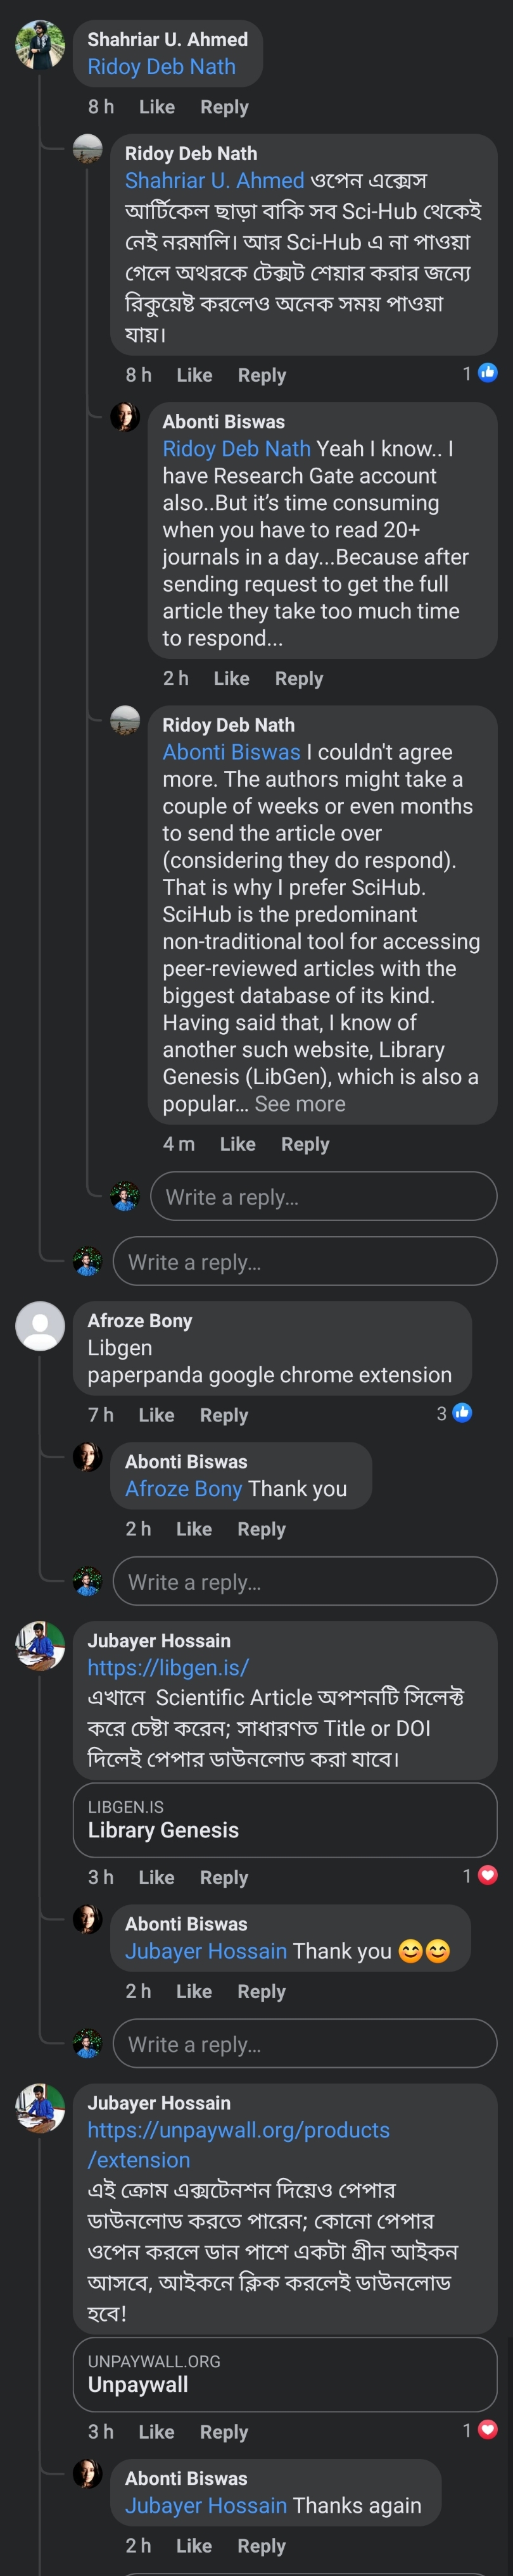 Shahriar U. Ahmed
Ridoy Deb Nath
8 h Like Reply
Ridoy Deb Nath
Shahriar U. Ahmed ওপেন এক্সেস
আর্টিকেল ছাড়া বাকি সব Sci-Hub থেকেই
নেই নরমালি। আর Sci-Hub এ না পাওয়া
গেলে অথরকে টেক্সট শেয়ার করার জন্যে
রিকুয়েষ্ট করলেও অনেক সময় পাওয়া
যায়।
8 h Like Reply 1
Abonti Biswas
Ridoy Deb Nath Yeah I know.. I
have Research Gate account
also..But it’s time consuming
when you have to read 20+
journals in a day...Because after
sending request to get the full
article they take too much time
to respond...
2 h Like Reply
Ridoy Deb Nath
Abonti Biswas I couldn't agree
more. The authors might take a
couple of weeks or even months
to send the article over
(considering they do respond).
That is why I prefer SciHub.
SciHub is the predominant
non-traditional tool for accessing
peer-reviewed articles with the
biggest database of its kind.
Having said that, I know of
another such website, Library
Genesis (LibGen), which is also a
popular... See more
4 m Like Reply
Write a reply...
Write a reply...
Afroze Bony
Libgen
paperpanda google chrome extension
7 h Like Reply 3
Abonti Biswas
Afroze Bony Thank you
2 h Like Reply
Write a reply...
Jubayer Hossain
https://libgen.is/
এখানে Scientific Article অপশনটি সিলেক্ট
করে চেষ্টা করেন; সাধারণত Title or DOI
দিলেই পেপার ডাউনলোড করা যাবে।
LIBGEN.IS
Library Genesis
3 h Like Reply 1
Abonti Biswas
Jubayer Hossain Thank you 😊😊
2 h Like Reply
Write a reply...
Jubayer Hossain
https://unpaywall.org/products
/extension
এই ক্রোম এক্সটেনশন দিয়েও পেপার
ডাউনলোড করতে পারেন; কোনো পেপার
ওপেন করলে ডান পাশে একটা গ্রীন আইকন
আসবে, আইকনে ক্লিক করলেই ডাউনলোড
হবে!
UNPAYWALL.ORG
Unpaywall
3 h Like Reply 1
Abonti Biswas
Jubayer Hossain Thanks again
2 h Like Reply